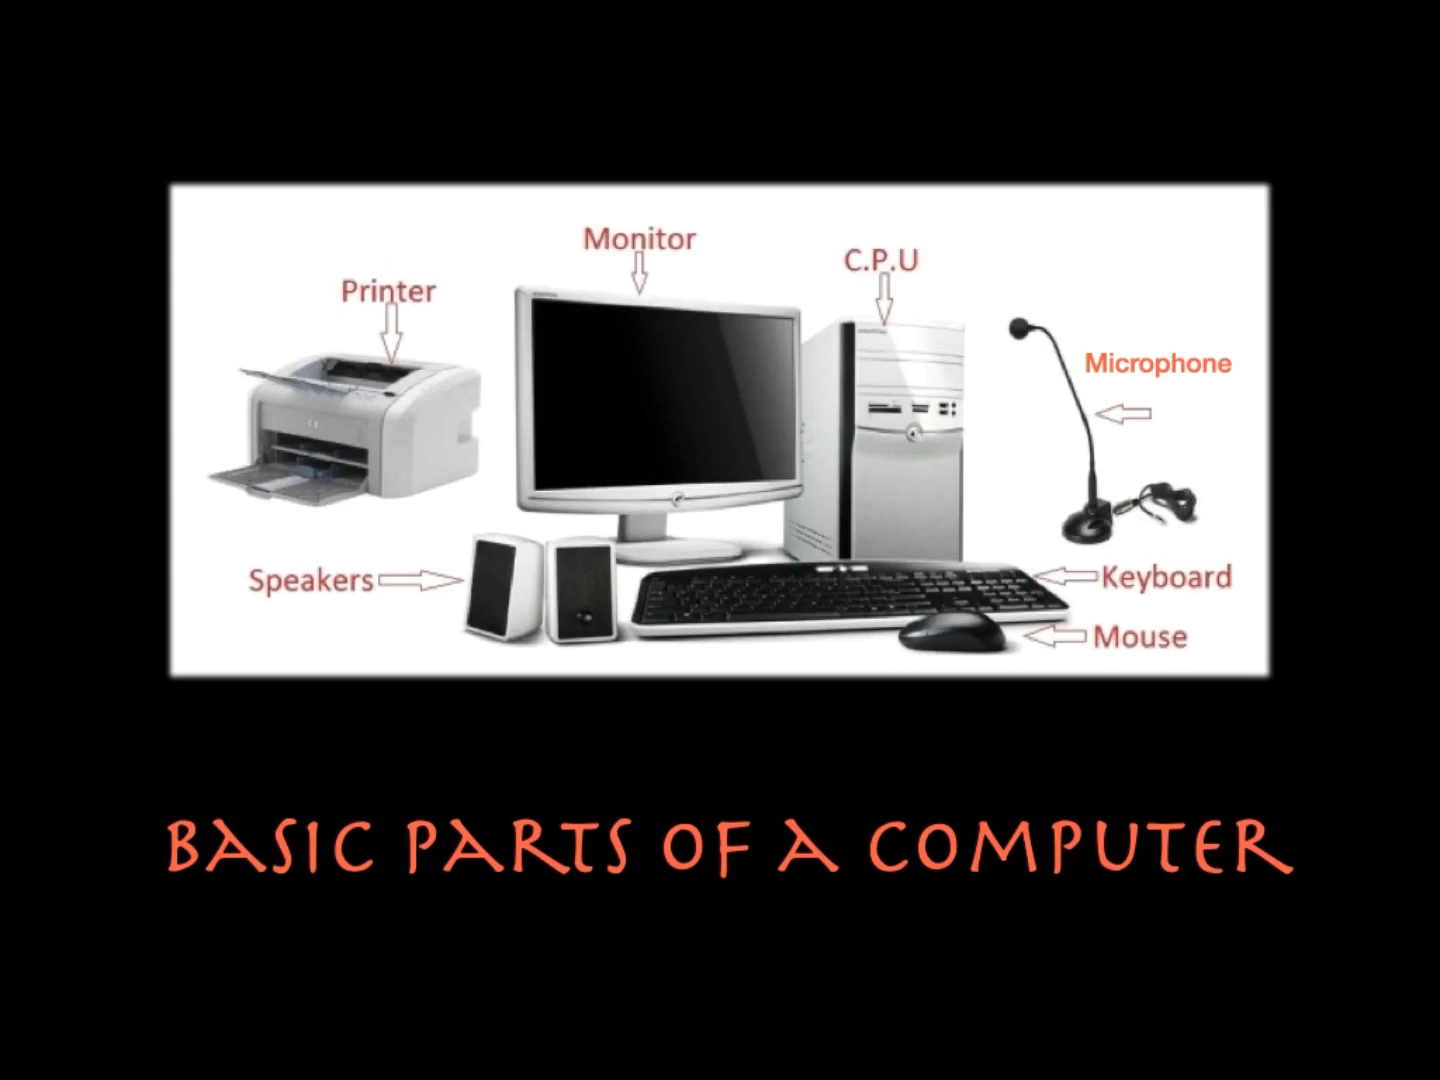 Monitor
C.P.U
Printer
Microphone
Speakers
Keyboard
Mouse
BASIC PARTS OF A COMPUTER